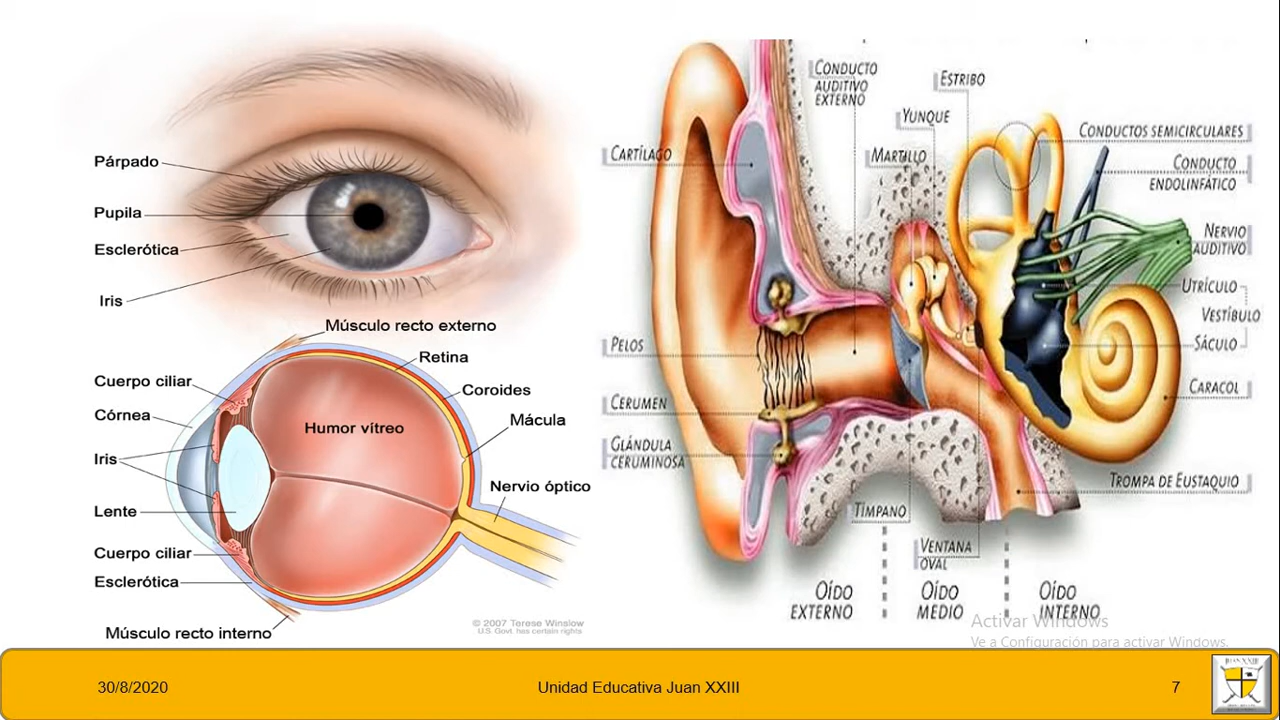 Párpado
Pupila
Esclerótica
Iris
Músculo recto externo
Retina
Cuerpo ciliar
Coroides
Córnea
Mácula
Humor vítreo
Iris
Nervio óptico
Lente
Cuerpo ciliar
Esclerótica
Músculo recto interno
© 2007 Terese Winslow
U.S. Govt. has certain rights
CONDUCTO
AUDITIVO
EXTERNO
ESTRIBO
YUNQUE
MARTILLO
CARTÍLAGO
CONDUCTOS SEMICIRCULARES
CONDUCTO
ENDOLINFÁTICO
NERVIO
AUDITIVO
UTRÍCULO
VESTÍBULO
SÁCULO
PELOS
CARACOL
CERUMEN
GLÁNDULA
CERUMINOSA
TROMPA DE EUSTAQUIO
TÍMPANO
VENTANA
OVAL
OÍDO
EXTERNO
OÍDO
MEDIO
OÍDO
INTERNO
Activar Windows
Ve a Configuración para activar Windows.
30/8/2020
Unidad Educativa Juan XXIII
7
JUAN XXIII